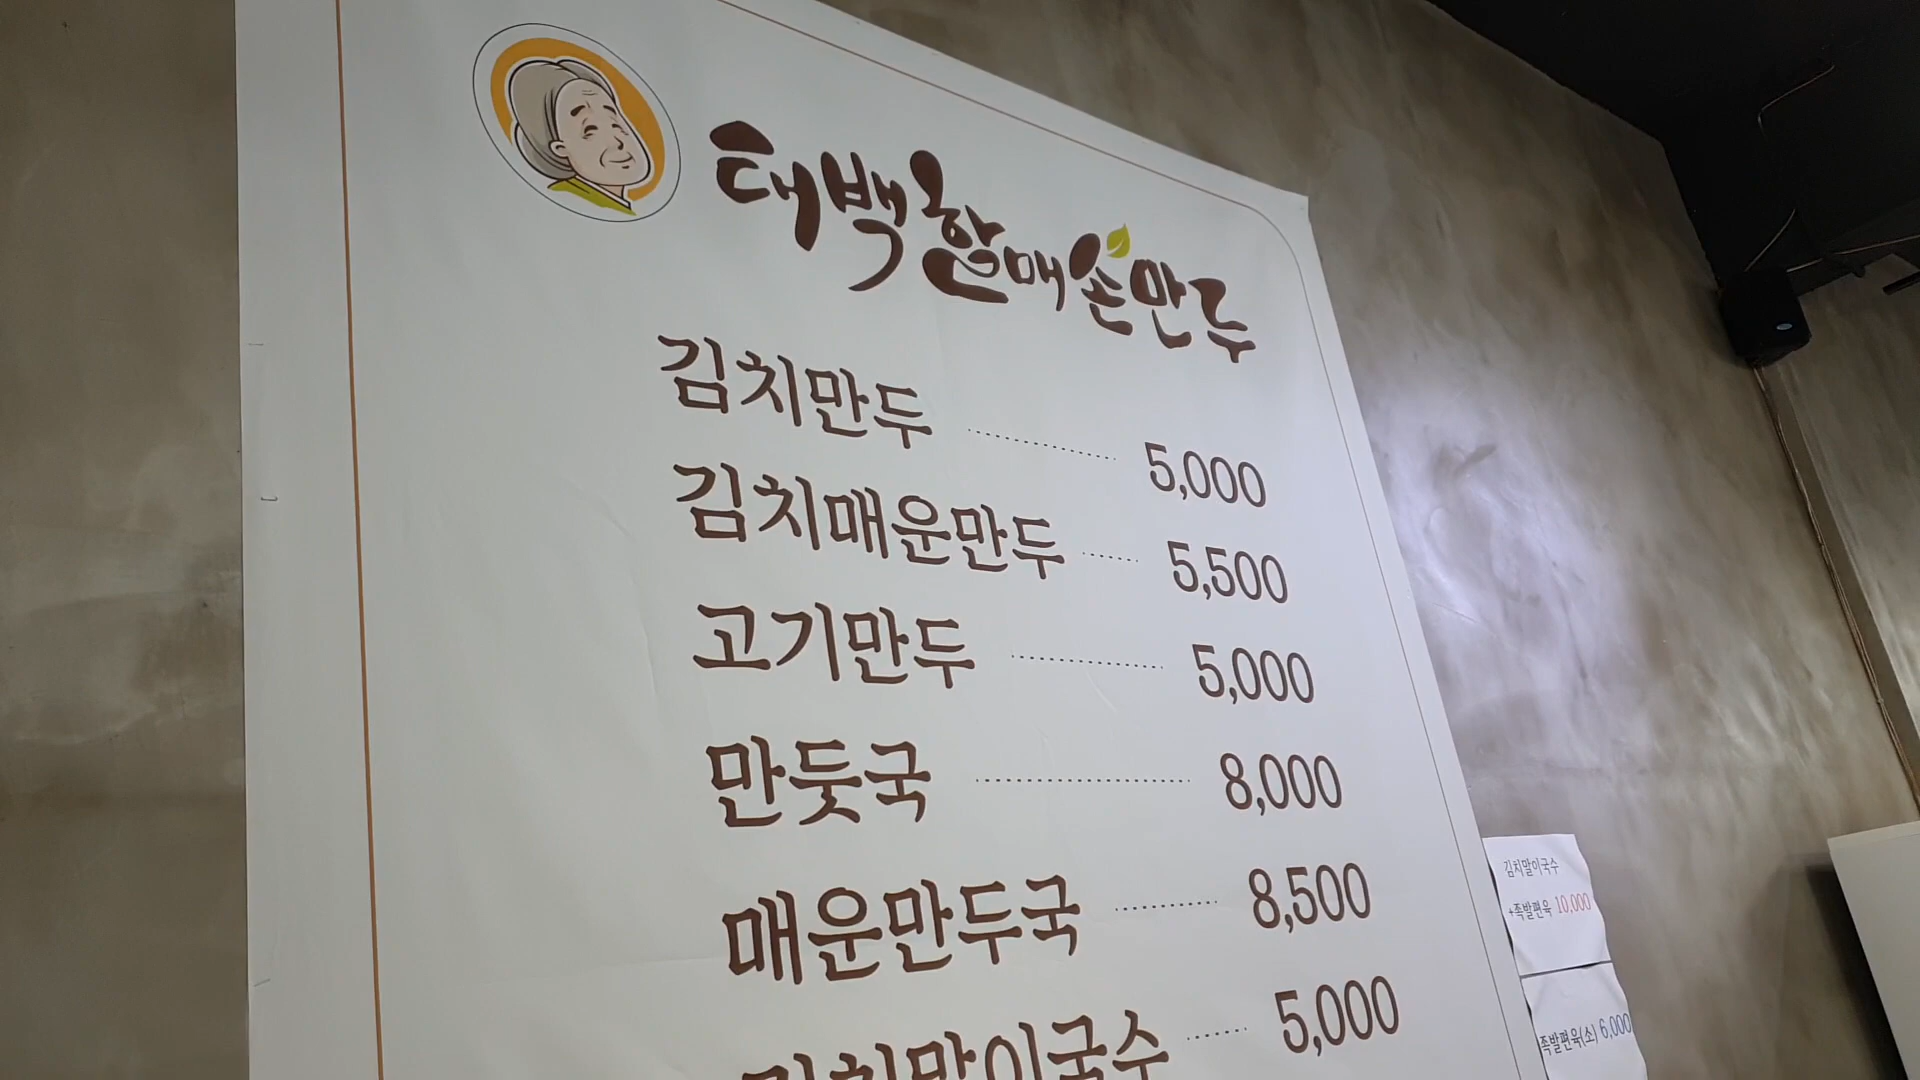 태백할매손만두
김치만두 5,000
김치매운만두 5,500
고기만두 5,000
만둣국 8,000
매운만두국 8,500
김치말이국수 5,000
김치말이국수
+족발편육 10,000
족발편육(소) 6,000